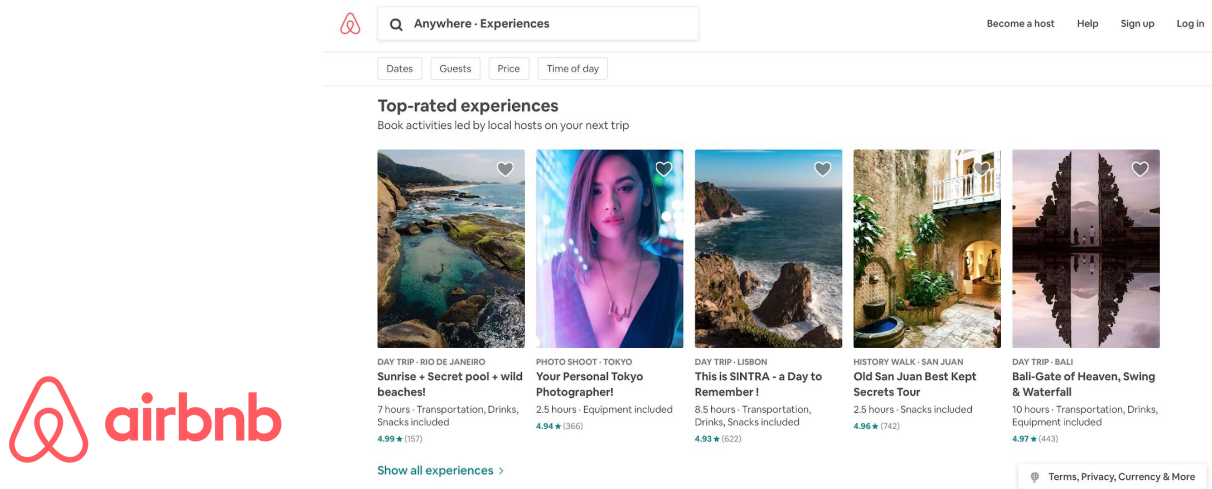 Anywhere · Experiences
Become a host Help Sign up Log in
Dates Guests Price Time of day
Top-rated experiences
Book activities led by local hosts on your next trip
DAY TRIP · RIO DE JANEIRO
Sunrise + Secret pool + wild
beaches!
7 hours · Transportation, Drinks,
Snacks included
4.99 ★ (157)
PHOTO SHOOT · TOKYO
Your Personal Tokyo
Photographer!
2.5 hours · Equipment included
4.94 ★ (366)
DAY TRIP · LISBON
This is SINTRA - a Day to
Remember !
8.5 hours · Transportation,
Drinks, Snacks included
4.93 ★ (622)
HISTORY WALK · SAN JUAN
Old San Juan Best Kept
Secrets Tour
2.5 hours · Snacks included
4.96 ★ (742)
DAY TRIP · BALI
Bali-Gate of Heaven, Swing
& Waterfall
10 hours · Transportation, Drinks,
Equipment included
4.97 ★ (443)
airbnb
Show all experiences >
Terms, Privacy, Currency & More